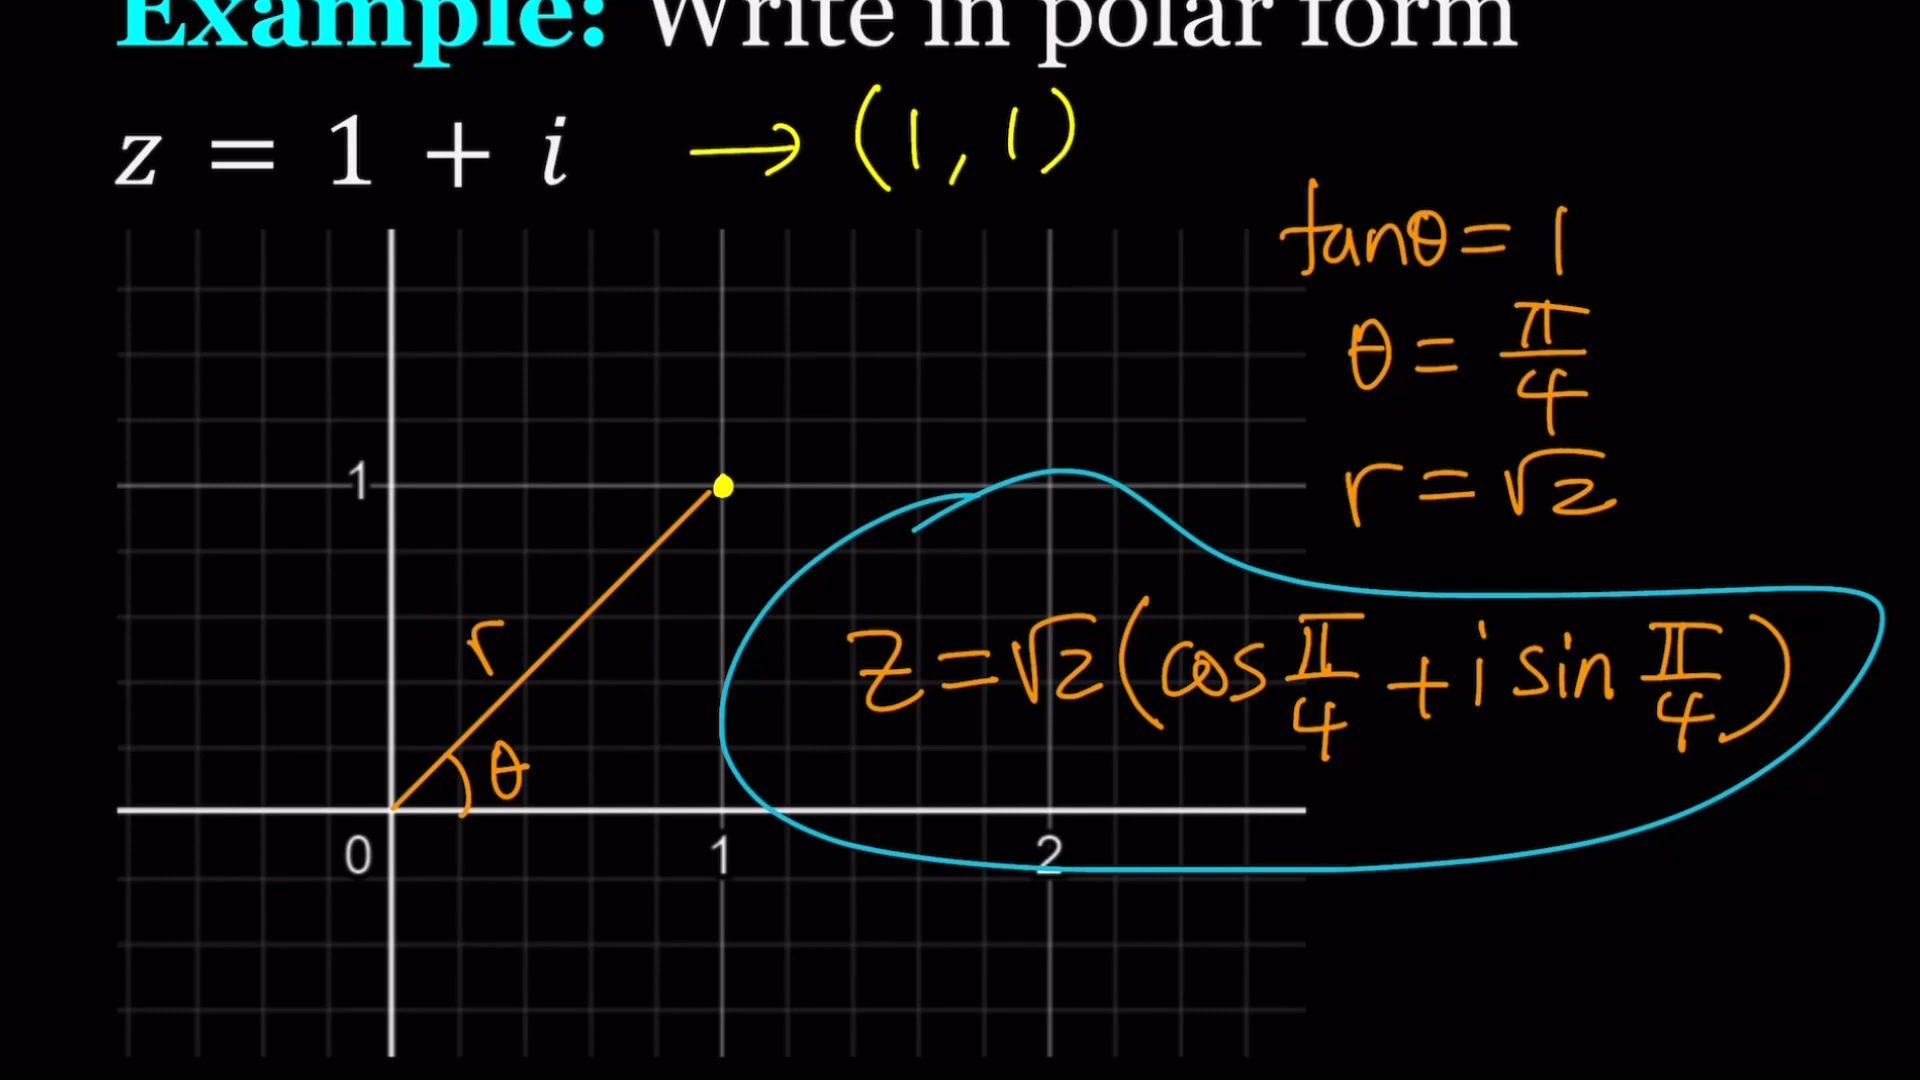 Example: Write in polar form
z = 1 + i → (1, 1)
tanθ = 1
θ = π/4
1
r = √2
r
z = √2 (cos π/4 + i sin π/4)
θ
0 1 2